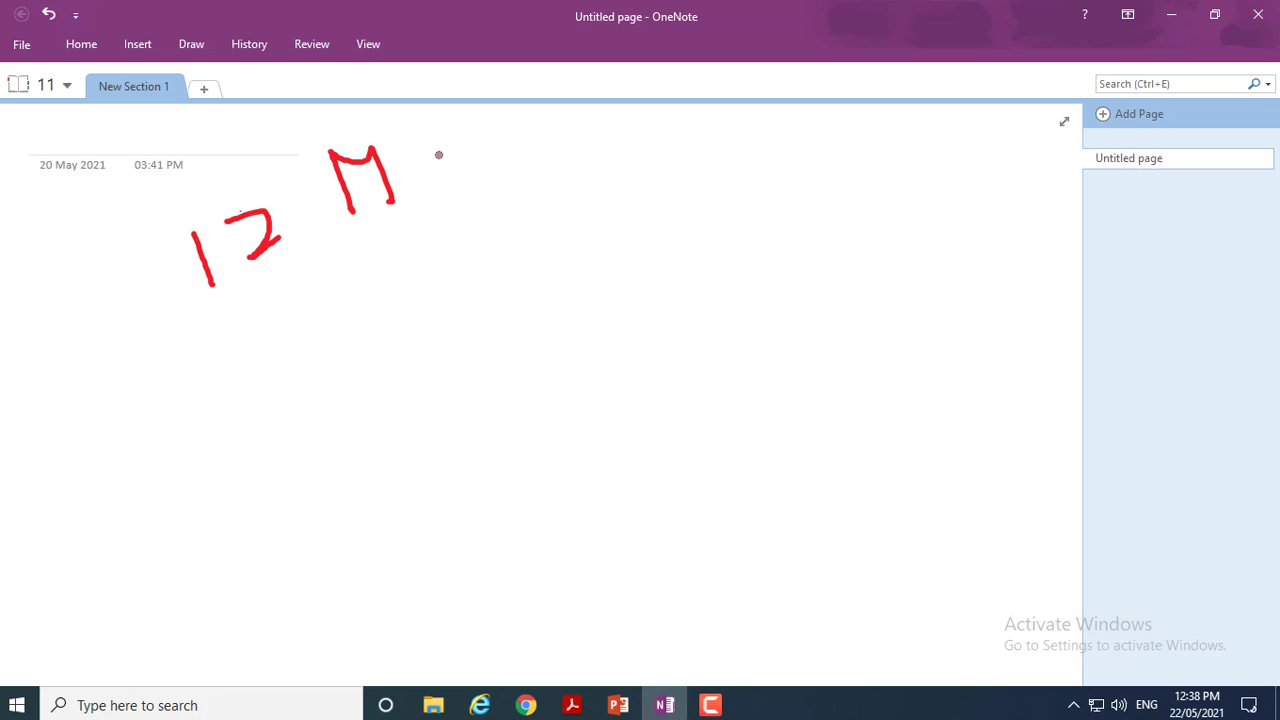 Untitled page - OneNote
?
File Home Insert Draw History Review View
11 New Section 1 +
Search (Ctrl+E)
Add Page
Untitled page
20 May 2021 03:41 PM
12 M
Activate Windows
Go to Settings to activate Windows.
Type here to search
ENG
12:38 PM
22/05/2021